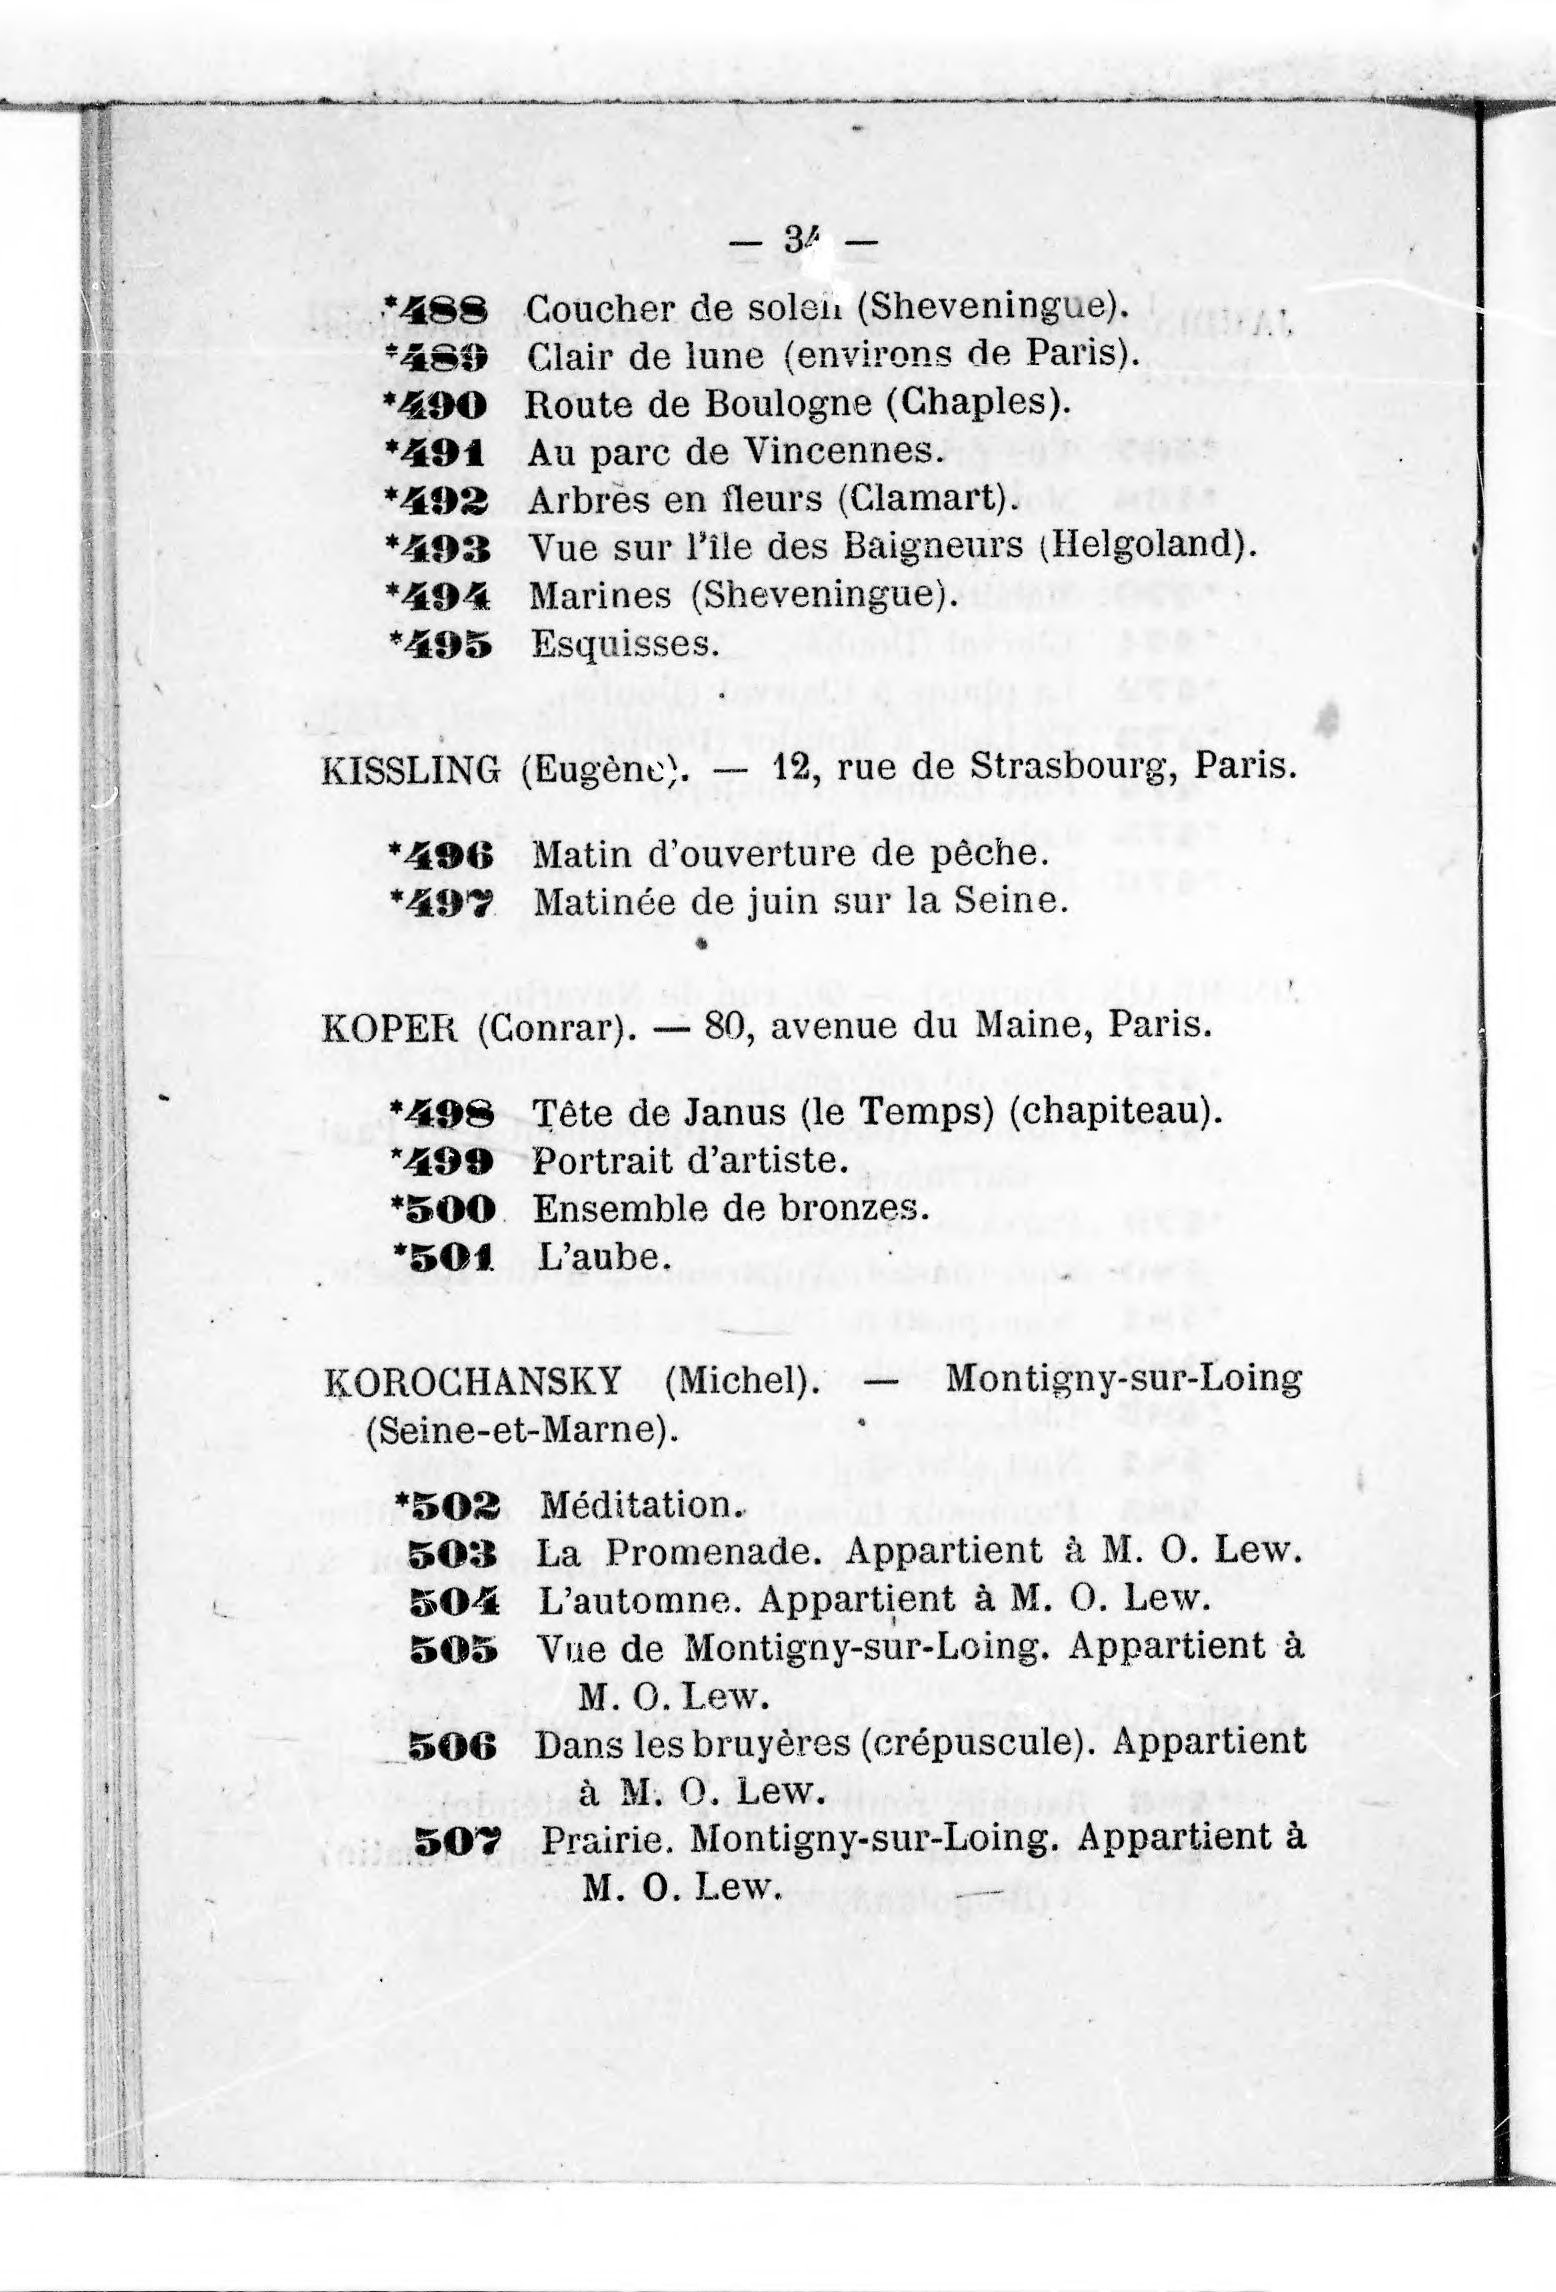 — 34 —
*488 Coucher de soleil (Sheveningue).
*489 Clair de lune (environs de Paris).
*490 Route de Boulogne (Chaples).
*491 Au parc de Vincennes.
*492 Arbres en fleurs (Clamart).
*493 Vue sur l'île des Baigneurs (Helgoland).
*494 Marines (Sheveningue).
*495 Esquisses.
KISSLING (Eugène). — 12, rue de Strasbourg, Paris.
*496 Matin d'ouverture de pêche.
*497 Matinée de juin sur la Seine.
KOPER (Conrar). — 80, avenue du Maine, Paris.
*498 Tête de Janus (le Temps) (chapiteau).
*499 Portrait d'artiste.
*500 Ensemble de bronzes.
*501 L'aube.
KOROCHANSKY (Michel). — Montigny-sur-Loing
(Seine-et-Marne).
*502 Méditation.
503 La Promenade. Appartient à M. O. Lew.
504 L'automne. Appartient à M. O. Lew.
505 Vue de Montigny-sur-Loing. Appartient à
M. O. Lew.
506 Dans les bruyères (crépuscule). Appartient
à M. O. Lew.
507 Prairie. Montigny-sur-Loing. Appartient à
M. O. Lew.